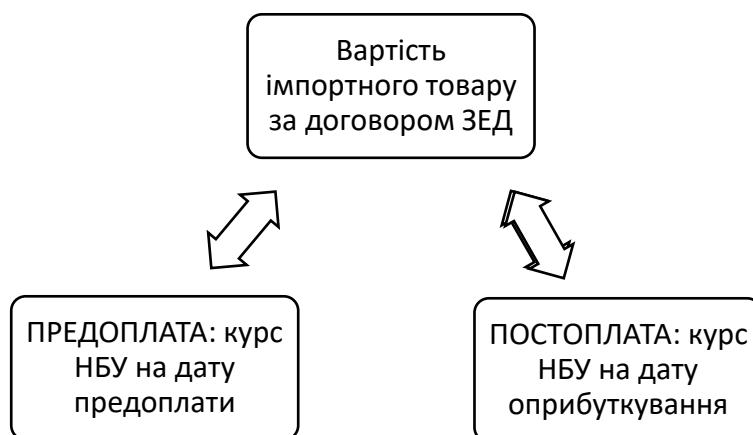 Вартість
імпортного товару
за договором ЗЕД
ПРЕДОПЛАТА: курс
НБУ на дату
предоплати
ПОСТОПЛАТА: курс
НБУ на дату
оприбуткування